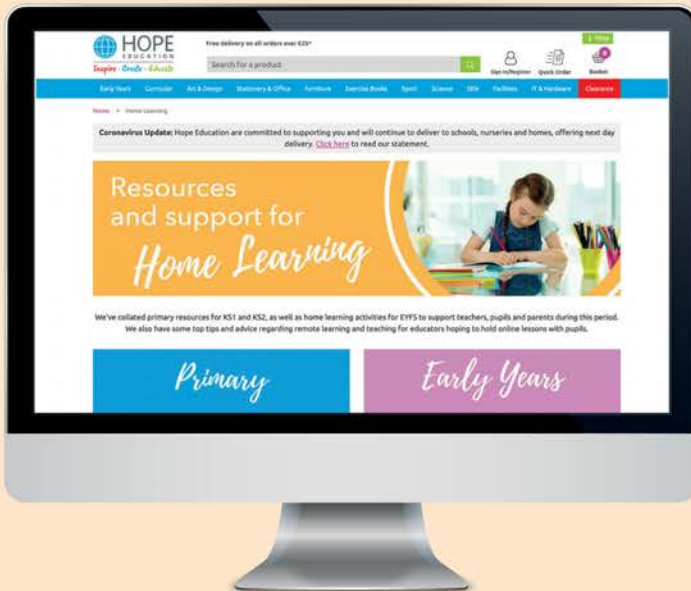 HOPE
EDUCATION
Inspire · Create · Educate
Free delivery on all orders over £25*
Search for a product
Sign in/Register
Quick Order
0
Basket
Early Years Curricular Art & Design Stationery & Office Furniture Exercise Books Sport Science SEN Facilities IT & Hardware Clearance
Home Home Learning
Coronavirus Update: Hope Education are committed to supporting you and will continue to deliver to schools, nurseries and homes, offering next day
delivery. Click here to read our statement.
Resources
and support for
Home Learning
We've collated primary resources for KS1 and KS2, as well as home learning activities for EYFS to support teachers, pupils and parents during this period.
We also have some top tips and advice regarding remote learning and teaching for educators hoping to hold online lessons with pupils.
Primary
Early Years